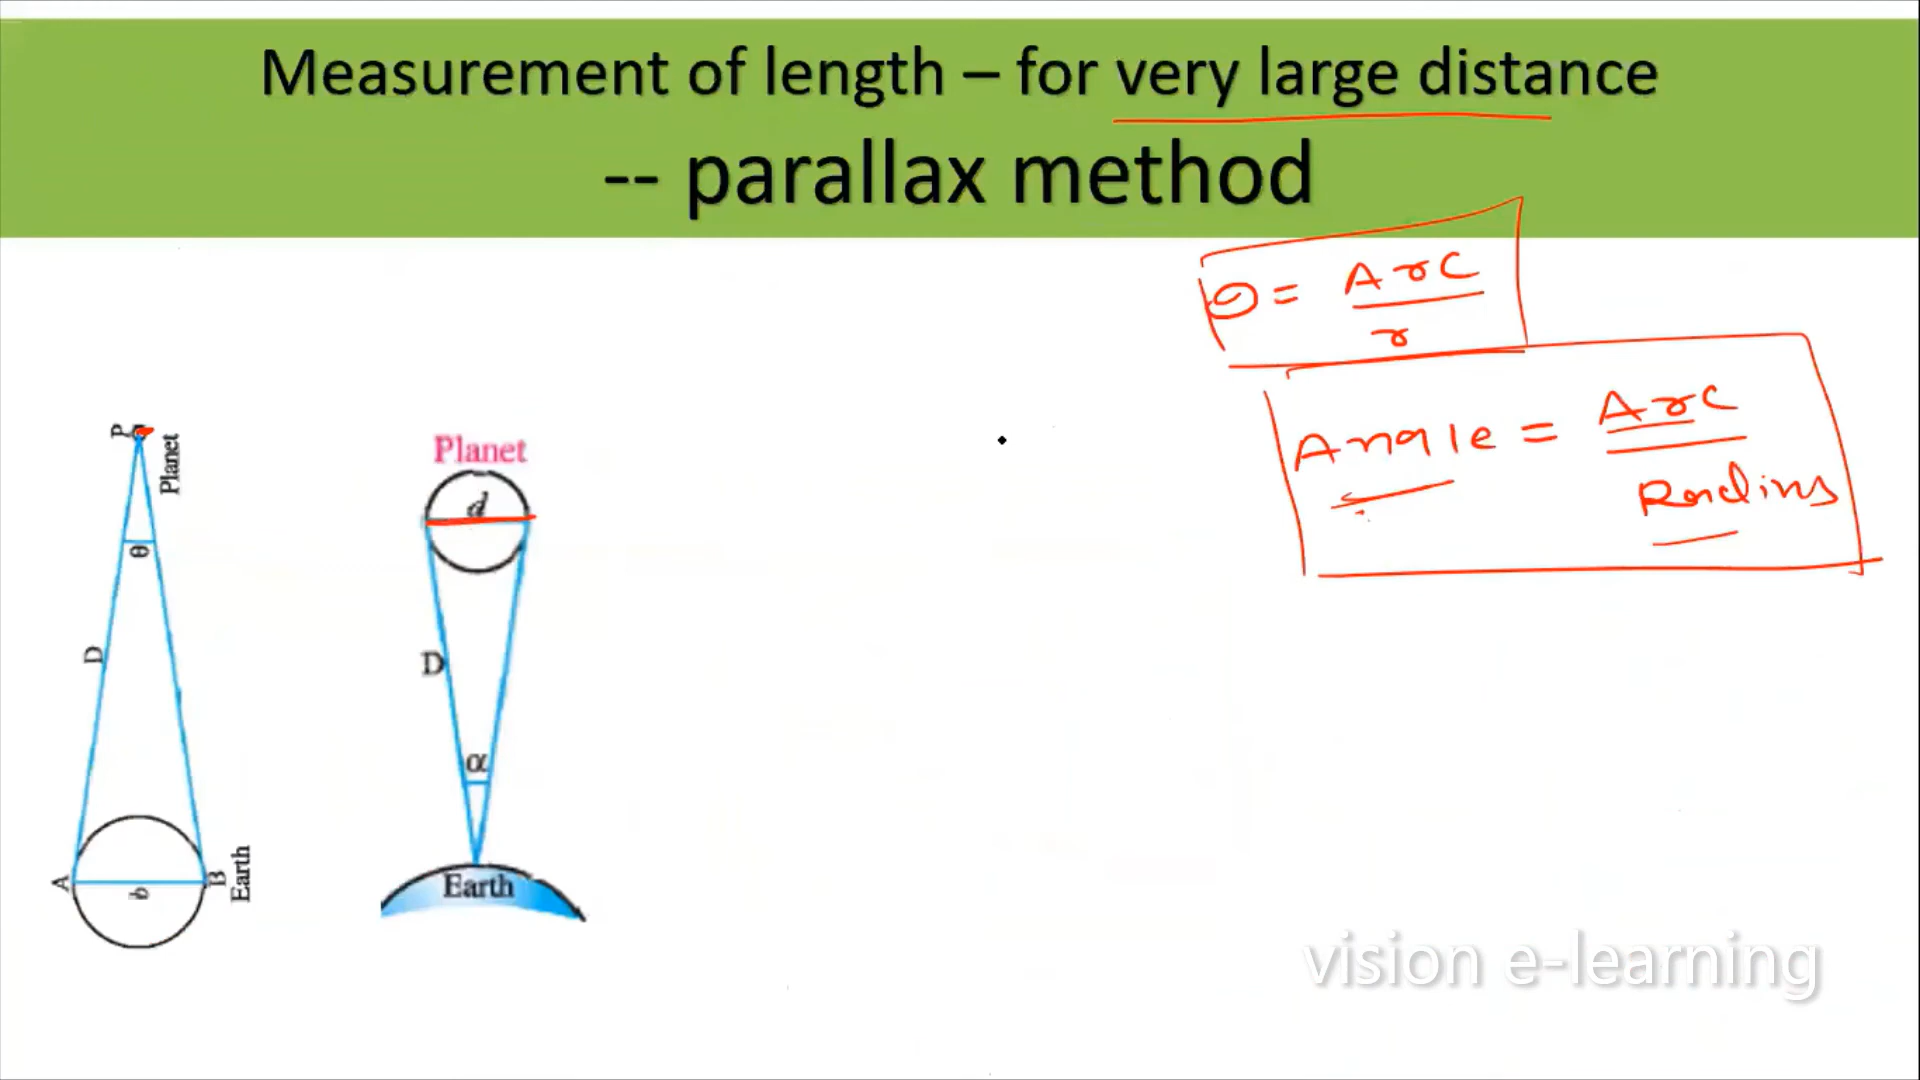 Measurement of length – for very large distance
-- parallax method
θ = Arc
r
Angle = Arc
Radius
P
Planet
θ
D
A
b
B
Earth
Planet
d
D
α
Earth
vision e-learning